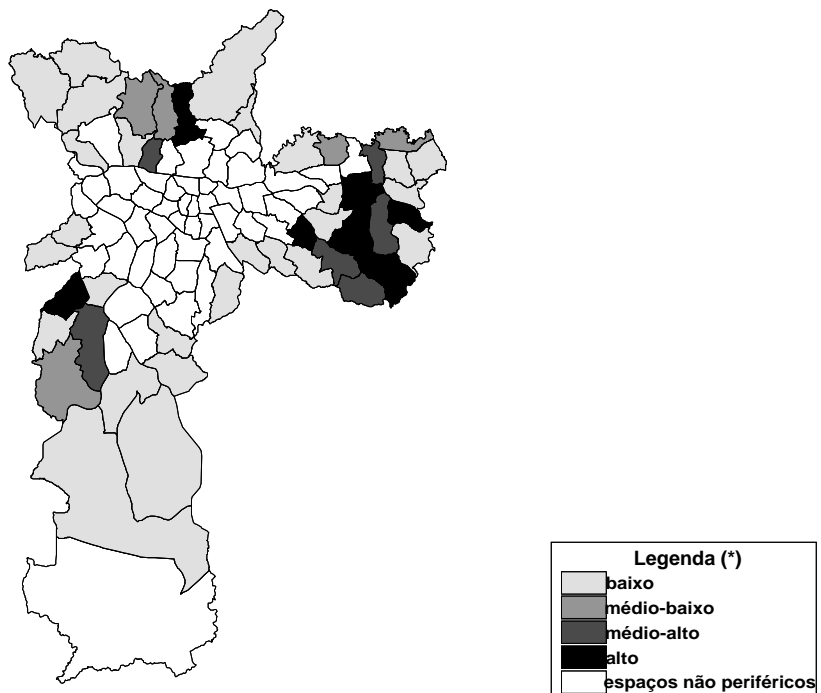 Legenda (*)
baixo
médio-baixo
médio-alto
alto
espaços não periféricos